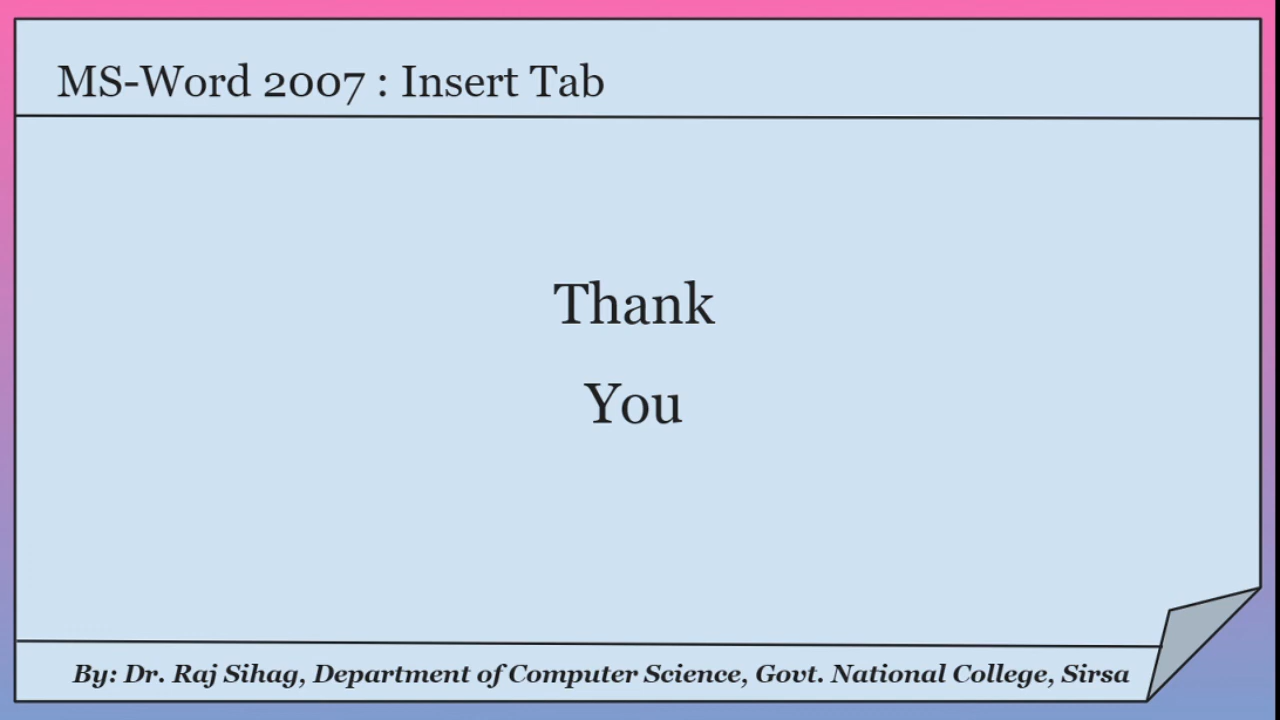 MS-Word 2007 : Insert Tab
Thank
You
By: Dr. Raj Sihag, Department of Computer Science, Govt. National College, Sirsa